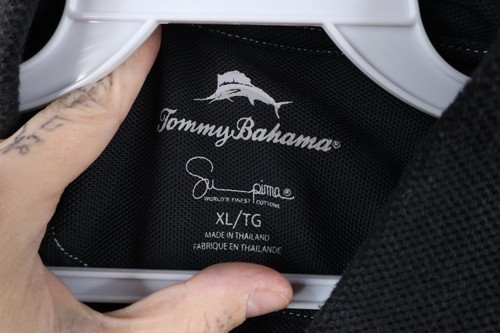 Tommy Bahama®
Supima®
WORLD'S FINEST COTTONS
XL/TG
MADE IN THAILAND
FABRIQUE EN THAILANDE